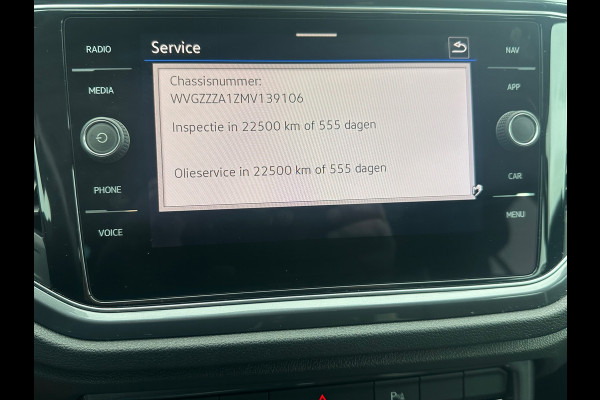 RADIO
Service
NAV
MEDIA
APP
Chassisnummer:
WVGZZZA1ZMV139106
Inspectie in 22500 km of 555 dagen
Olieservice in 22500 km of 555 dagen
PHONE
CAR
VOICE
MENU
P